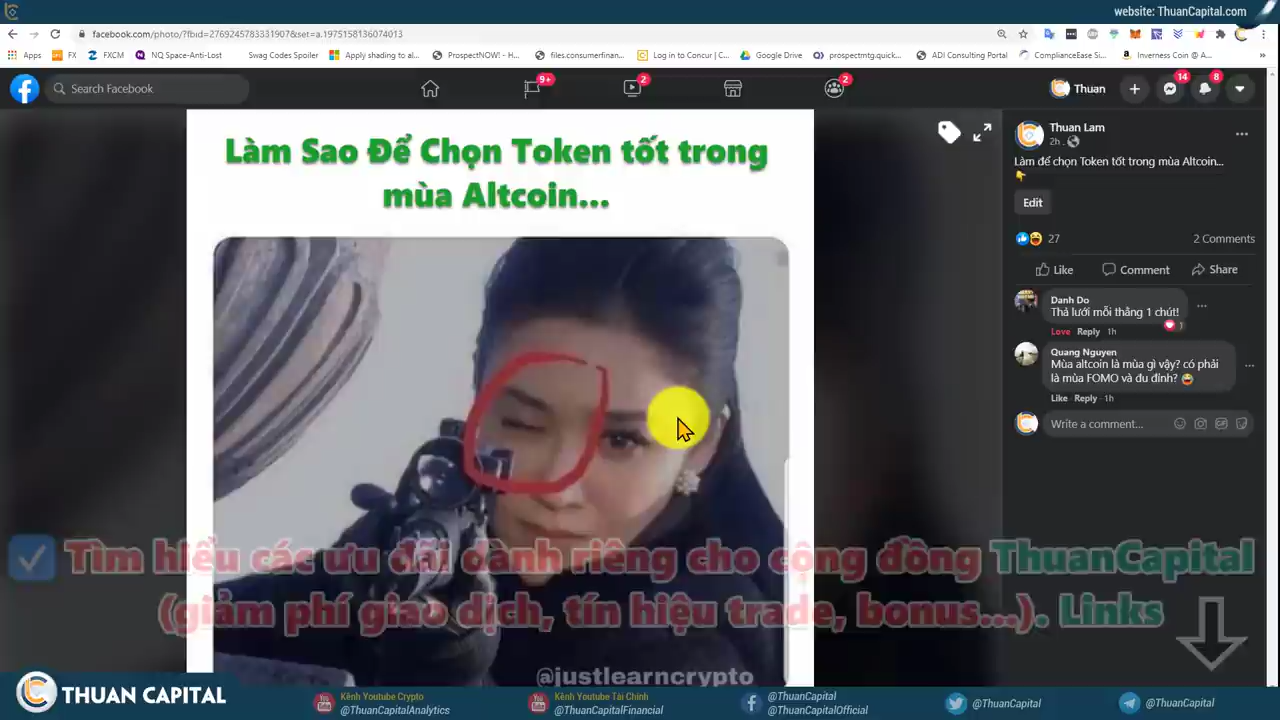 website: ThuanCapital.com
facebook.com/photo/?fbid=2769245783331907&set=a.1975158136074013
Apps
FX
FXCM
NQ Space-Anti-Lost
Swag Codes Spoiler
Apply shading to al...
ProspectNOW! - H...
files.consumerfinan...
Log in to Concur | C...
Google Drive
prospectmtg.quick...
ADI Consulting Portal
ComplianceEase Si...
Inverness Coin @ A...
Search Facebook
9+
2
2
Thuan
14
8
Làm Sao Để Chọn Token tốt trong
mùa Altcoin...
Thuan Lam
2h
Làm để chọn Token tốt trong mùa Altcoin...
Edit
27
2 Comments
Like
Comment
Share
Danh Do
Thả lưới mỗi thằng 1 chút!
1
Love Reply 1h
Quang Nguyen
Mùa altcoin là mùa gì vậy? có phải
là mùa FOMO và đu đỉnh?
Like · Reply · 1h
Write a comment...
Tìm hiểu các ưu đãi dành riêng cho cộng đồng ThuanCapital
(giảm phí giao dịch, tín hiệu trade, bonus...). Links
@justlearncrypto
THUAN CAPITAL
Kênh Youtube Crypto
@ThuanCapitalAnalytics
Kênh Youtube Tài Chính
@ThuanCapitalFinancial
@ThuanCapital
@ThuanCapitalOfficial
@ThuanCapital
@ThuanCapital